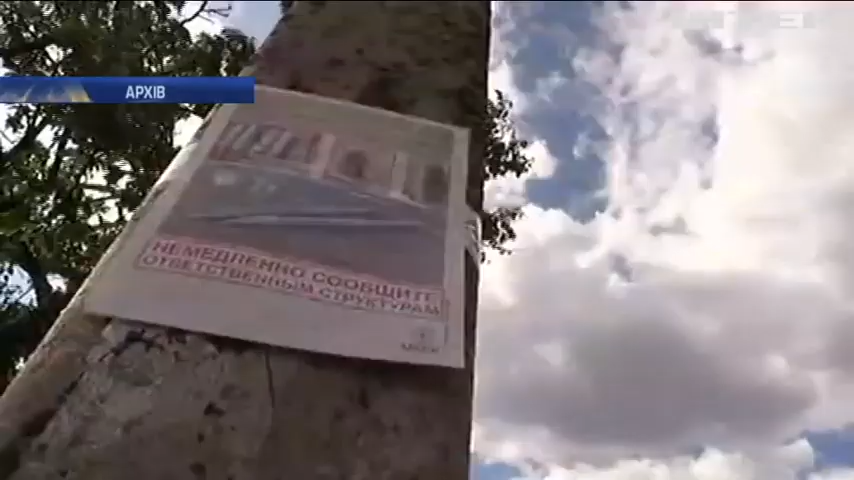 АРХІВ
НЕМЕДЛЕННО СООБЩИТЕ
ОТВЕТСТВЕННЫМ СТРУКТУРАМ